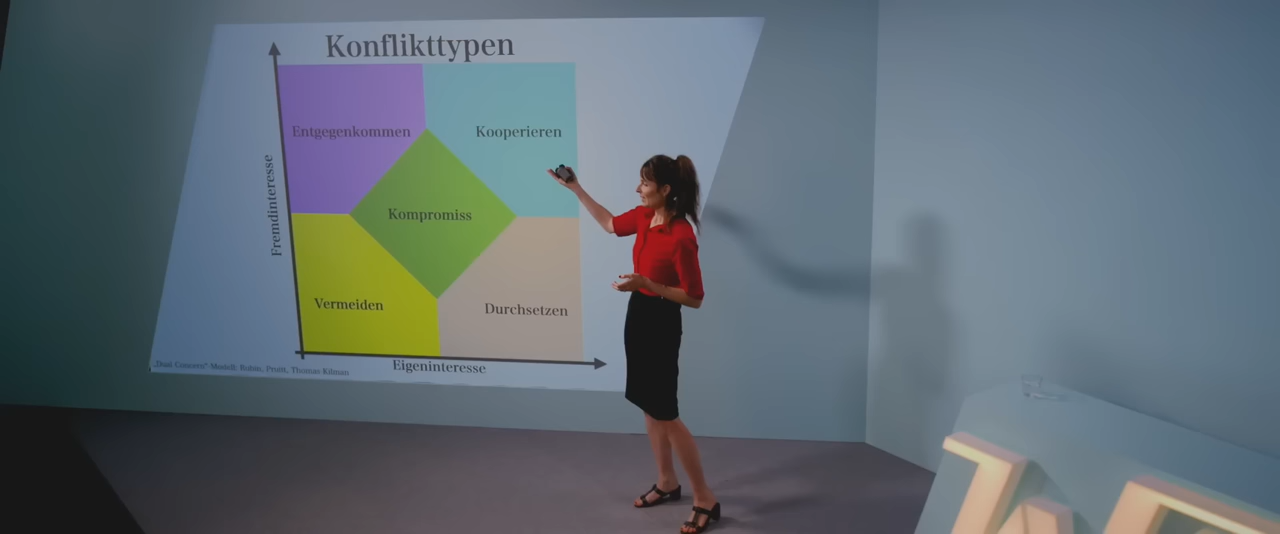 Konflikttypen
Entgegenkommen
Kooperieren
Fremdinteresse
Kompromiss
Vermeiden
Durchsetzen
Eigeninteresse
„Dual Concern“ Modell: Rubin, Pruitt, Thomas Kilman